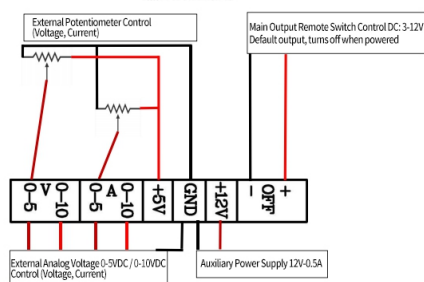 External Potentiometer Control
(Voltage, Current)
Main Output Remote Switch Control DC: 3-12V
Default output, turns off when powered
0-5
V
0-10
0-5
A
0-10
+5V
GND
+12V
-
OFF
+
External Analog Voltage 0-5VDC / 0-10VDC
Control (Voltage, Current)
Auxiliary Power Supply 12V-0.5A